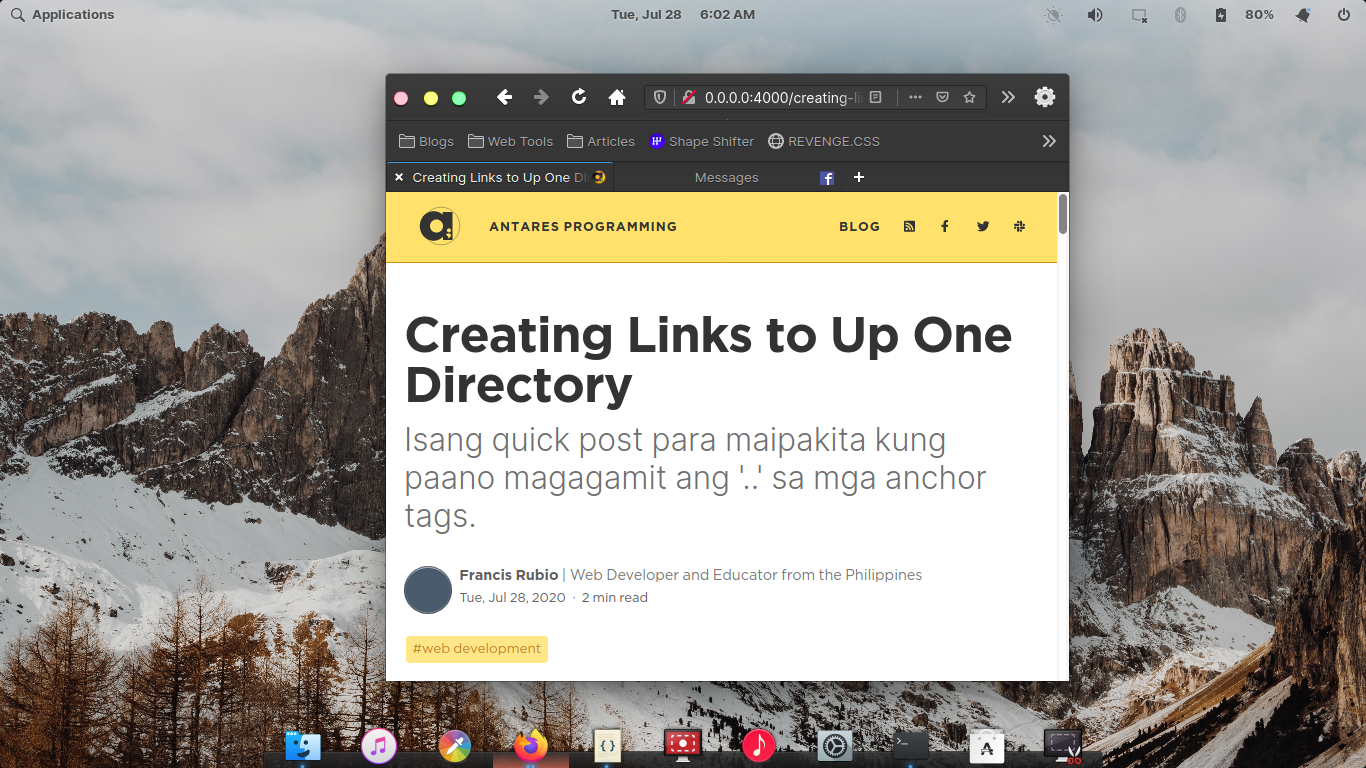 Applications
Tue, Jul 28 6:02 AM
80%
0.0.0.0:4000/creating-li
Blogs
Web Tools
Articles
Shape Shifter
REVENGE.CSS
Creating Links to Up One Di
Messages
ANTARES PROGRAMMING
BLOG
Creating Links to Up One
Directory
Isang quick post para maipakita kung
paano magagamit ang '..' sa mga anchor
tags.
Francis Rubio | Web Developer and Educator from the Philippines
Tue, Jul 28, 2020 · 2 min read
#web development